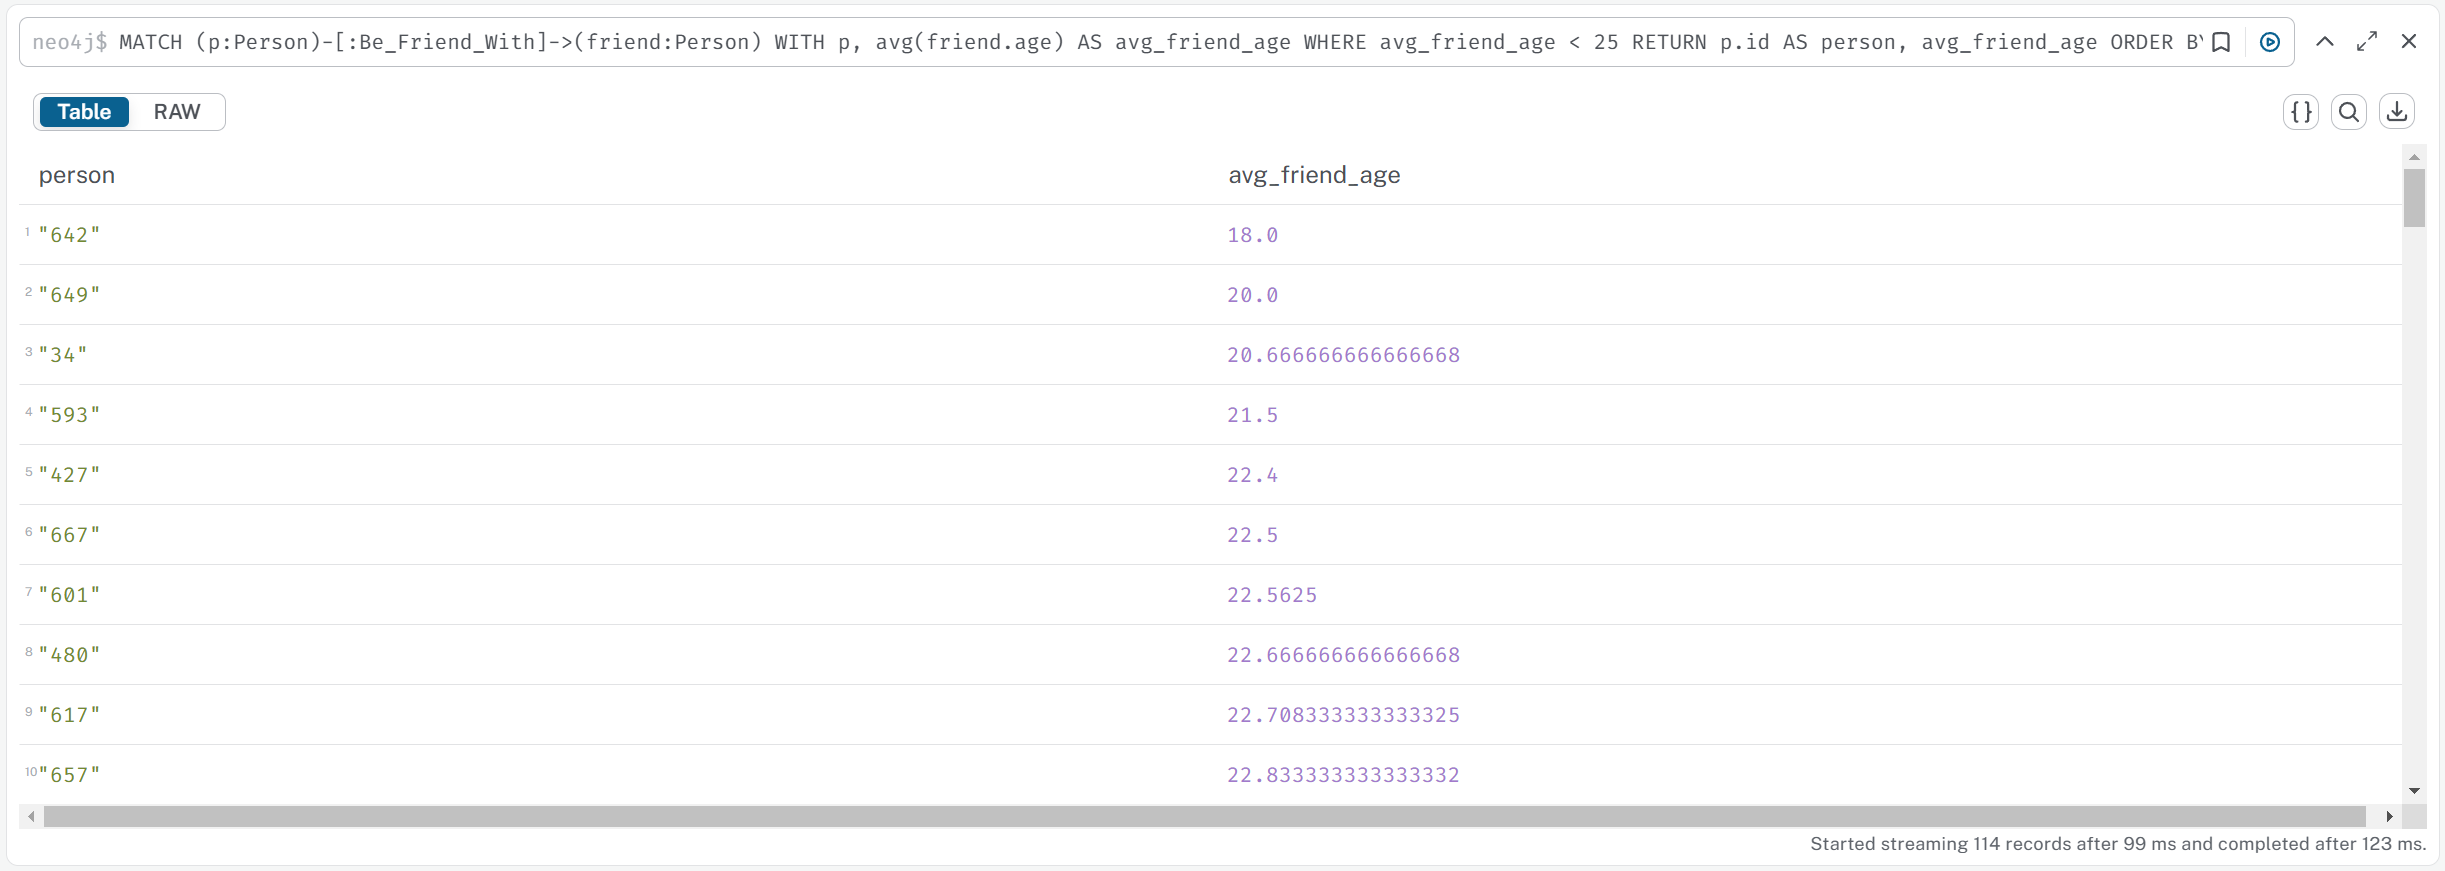 neo4j$ MATCH (p:Person)-[:Be_Friend_With]->(friend:Person) WITH p, avg(friend.age) AS avg_friend_age WHERE avg_friend_age < 25 RETURN p.id AS person, avg_friend_age ORDER BY
Table RAW
person avg_friend_age
1 "642" 18.0
2 "649" 20.0
3 "34" 20.666666666666668
4 "593" 21.5
5 "427" 22.4
6 "667" 22.5
7 "601" 22.5625
8 "480" 22.666666666666668
9 "617" 22.708333333333325
10 "657" 22.833333333333332
Started streaming 114 records after 99 ms and completed after 123 ms.